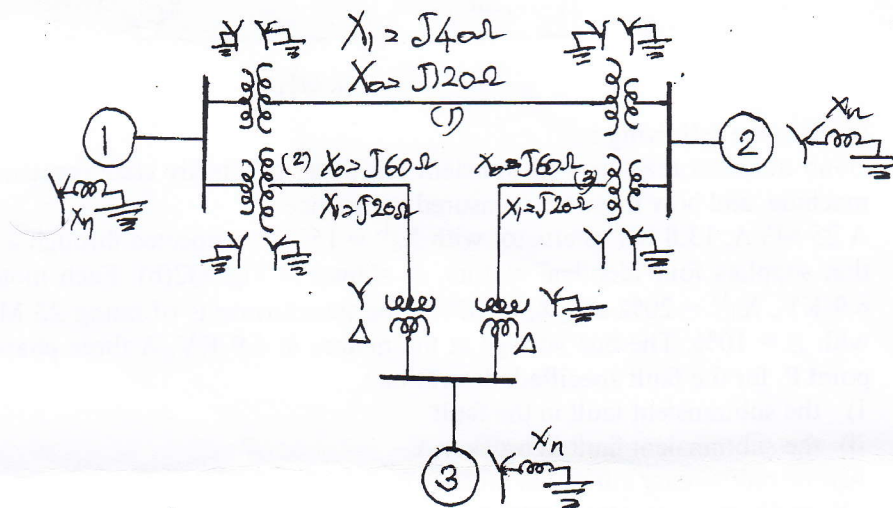 X₁ = J40Ω
X₀ = J120Ω
(1)
1
2
Xn
(2) X₀ = J60Ω
X₁ = J20Ω
X₀ = J60Ω (3)
X₁ = J20Ω
Xn
Y
Δ
Y
Δ
Xn
3